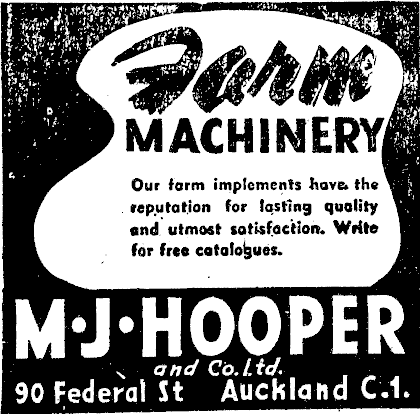 Farm
MACHINERY
Our farm implements have the
reputation for lasting quality
and utmost satisfaction. Write
for free catalogues.
M·J·HOOPER
and Co. Ltd.
90 Federal St Auckland C.1.